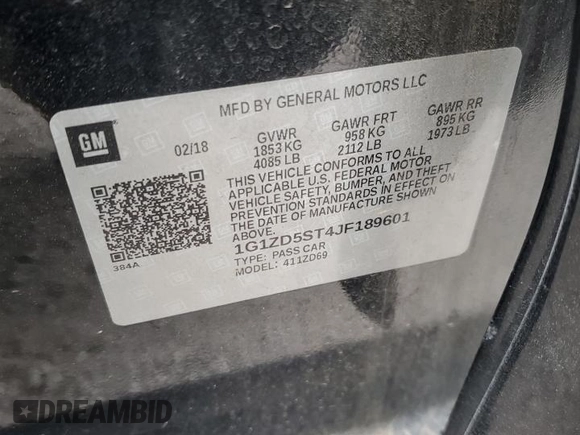 MFD BY GENERAL MOTORS LLC
GM
02/18 GVWR GAWR FRT GAWR RR
1853 KG 958 KG 895 KG
4085 LB 2112 LB 1973 LB
THIS VEHICLE CONFORMS TO ALL
APPLICABLE U.S. FEDERAL MOTOR
VEHICLE SAFETY, BUMPER, AND THEFT
PREVENTION STANDARDS IN EFFECT ON
THE DATE OF MANUFACTURE SHOWN
ABOVE.
1G1ZD5ST4JF189601
TYPE: PASS CAR
MODEL: 411ZD69
384A
DREAMBID